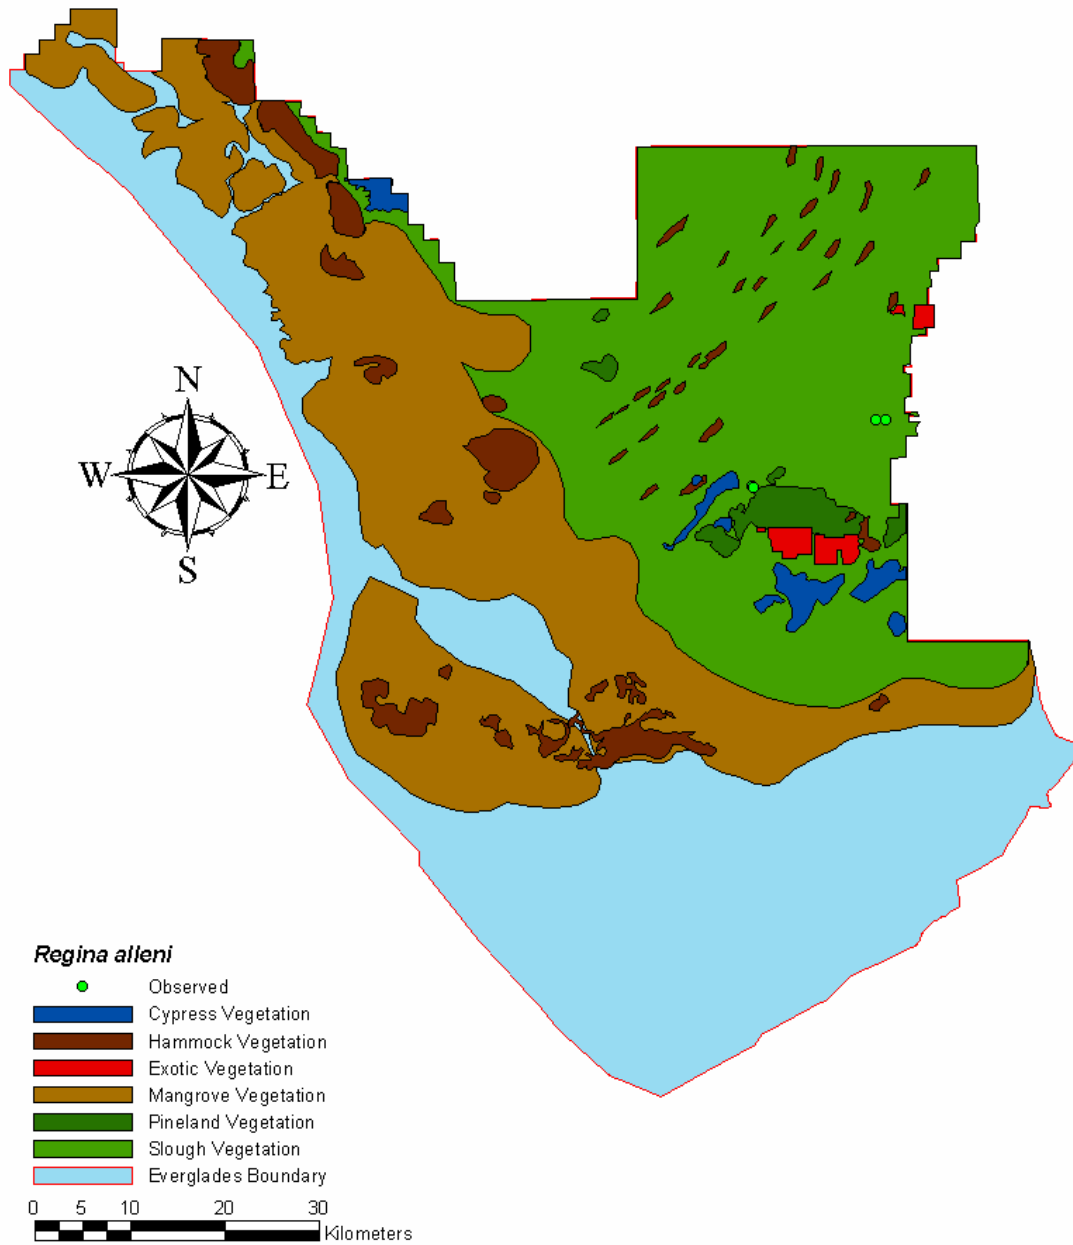 N
W E
S
Regina alleni
Observed
Cypress Vegetation
Hammock Vegetation
Exotic Vegetation
Mangrove Vegetation
Pineland Vegetation
Slough Vegetation
Everglades Boundary
0 5 10 20 30
Kilometers